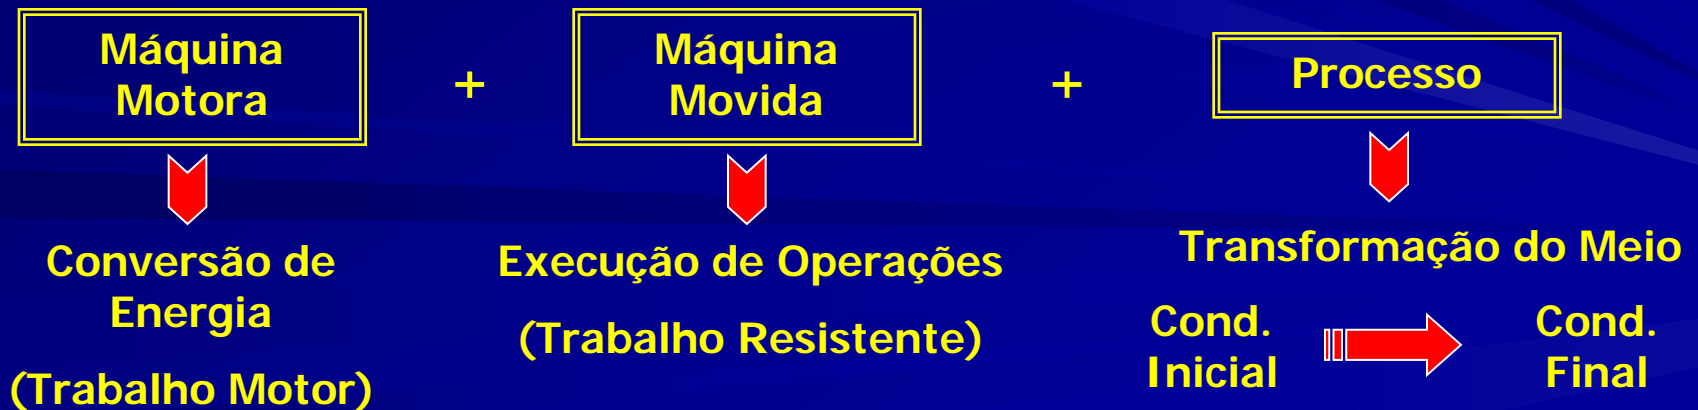 Máquina
Motora
+
Máquina
Movida
+
Processo
Conversão de
Energia
(Trabalho Motor)
Execução de Operações
(Trabalho Resistente)
Transformação do Meio
Cond.
Inicial
Cond.
Final